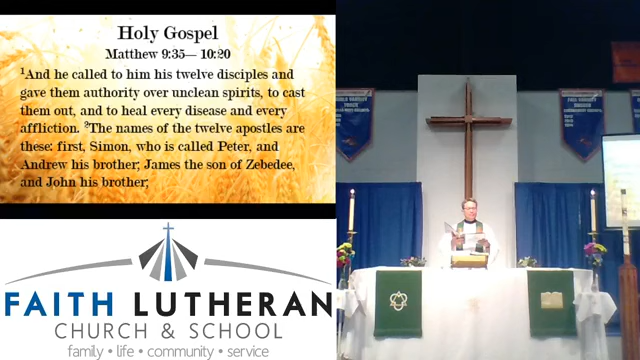 Holy Gospel
Matthew 9:35— 10:20
¹And he called to him his twelve disciples and
gave them authority over unclean spirits, to cast
them out, and to heal every disease and every
affliction. ²The names of the twelve apostles are
these: first, Simon, who is called Peter, and
Andrew his brother; James the son of Zebedee,
and John his brother;
FAITH LUTHERAN
CHURCH & SCHOOL
family • life • community • service